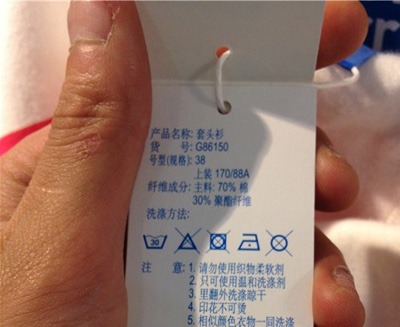 产品名称: 套头衫
货 号: G86150
号型(规格): 38
上装 170/88A
纤维成分: 主料: 70% 棉
30% 聚酯纤维
洗涤方法:
30
注 意: 1. 请勿使用织物柔软剂
2. 只可使用温和洗涤剂
3. 里翻外洗涤晾干
4. 印花不可烫
5. 相似颜色衣物一同洗涤